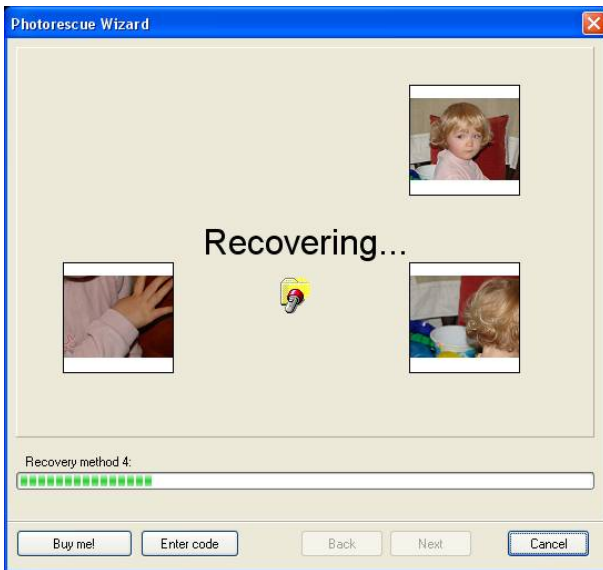 Photorescue Wizard
Recovering...
Recovery method 4:
Buy me! Enter code Back Next Cancel